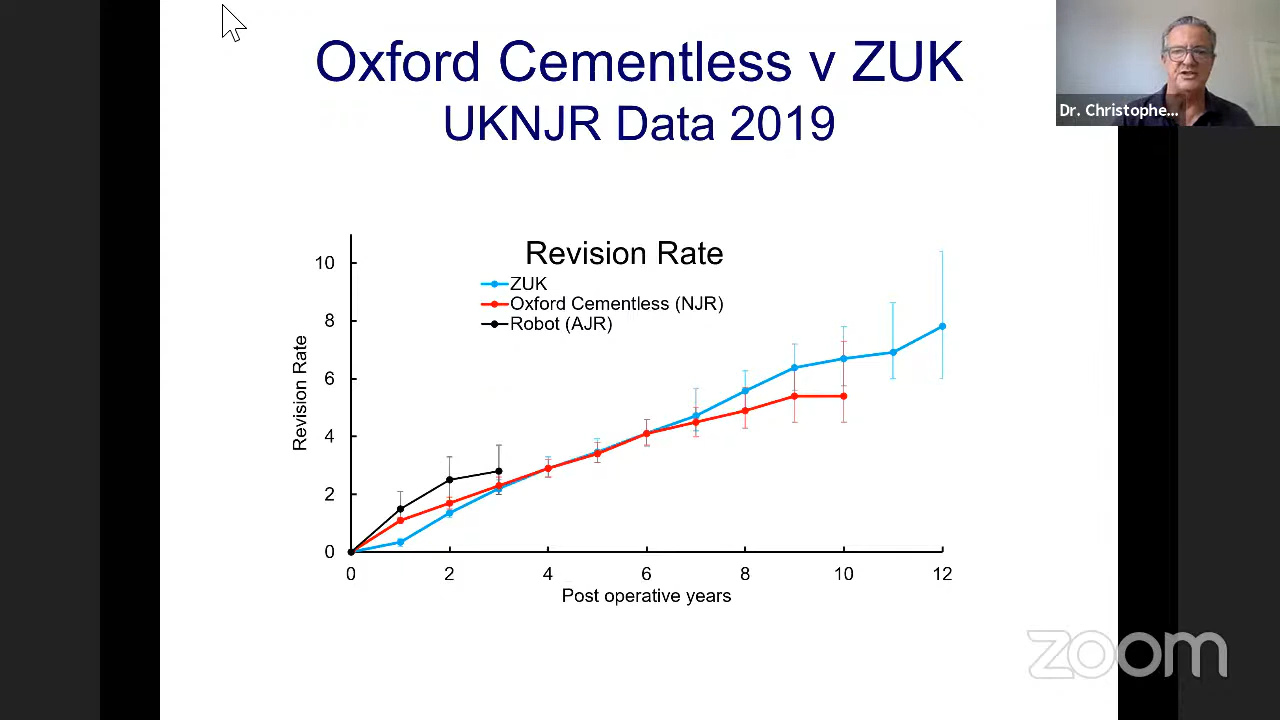 Oxford Cementless v ZUK
UKNJR Data 2019
Dr. Christophe...
Revision Rate
ZUK
Oxford Cementless (NJR)
Robot (AJR)
Revision Rate
10
8
6
4
2
0
0 2 4 6 8 10 12
Post operative years
zoom